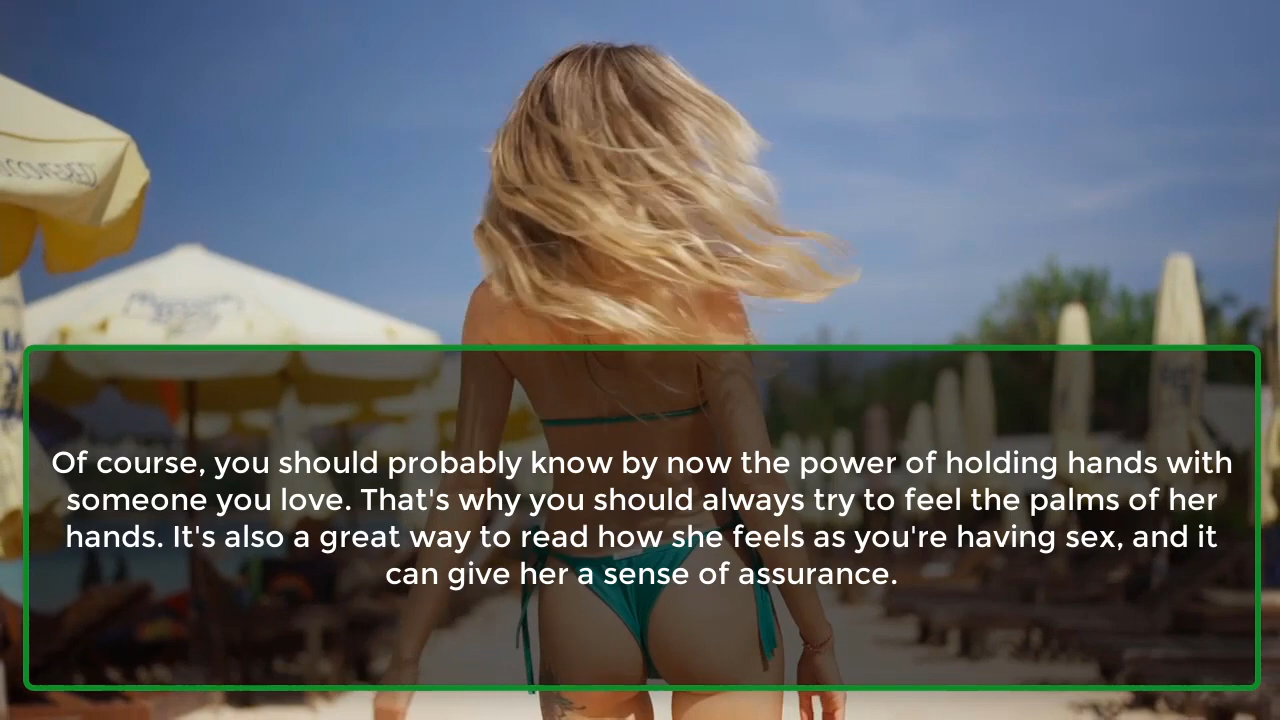 Of course, you should probably know by now the power of holding hands with
someone you love. That's why you should always try to feel the palms of her
hands. It's also a great way to read how she feels as you're having sex, and it
can give her a sense of assurance.